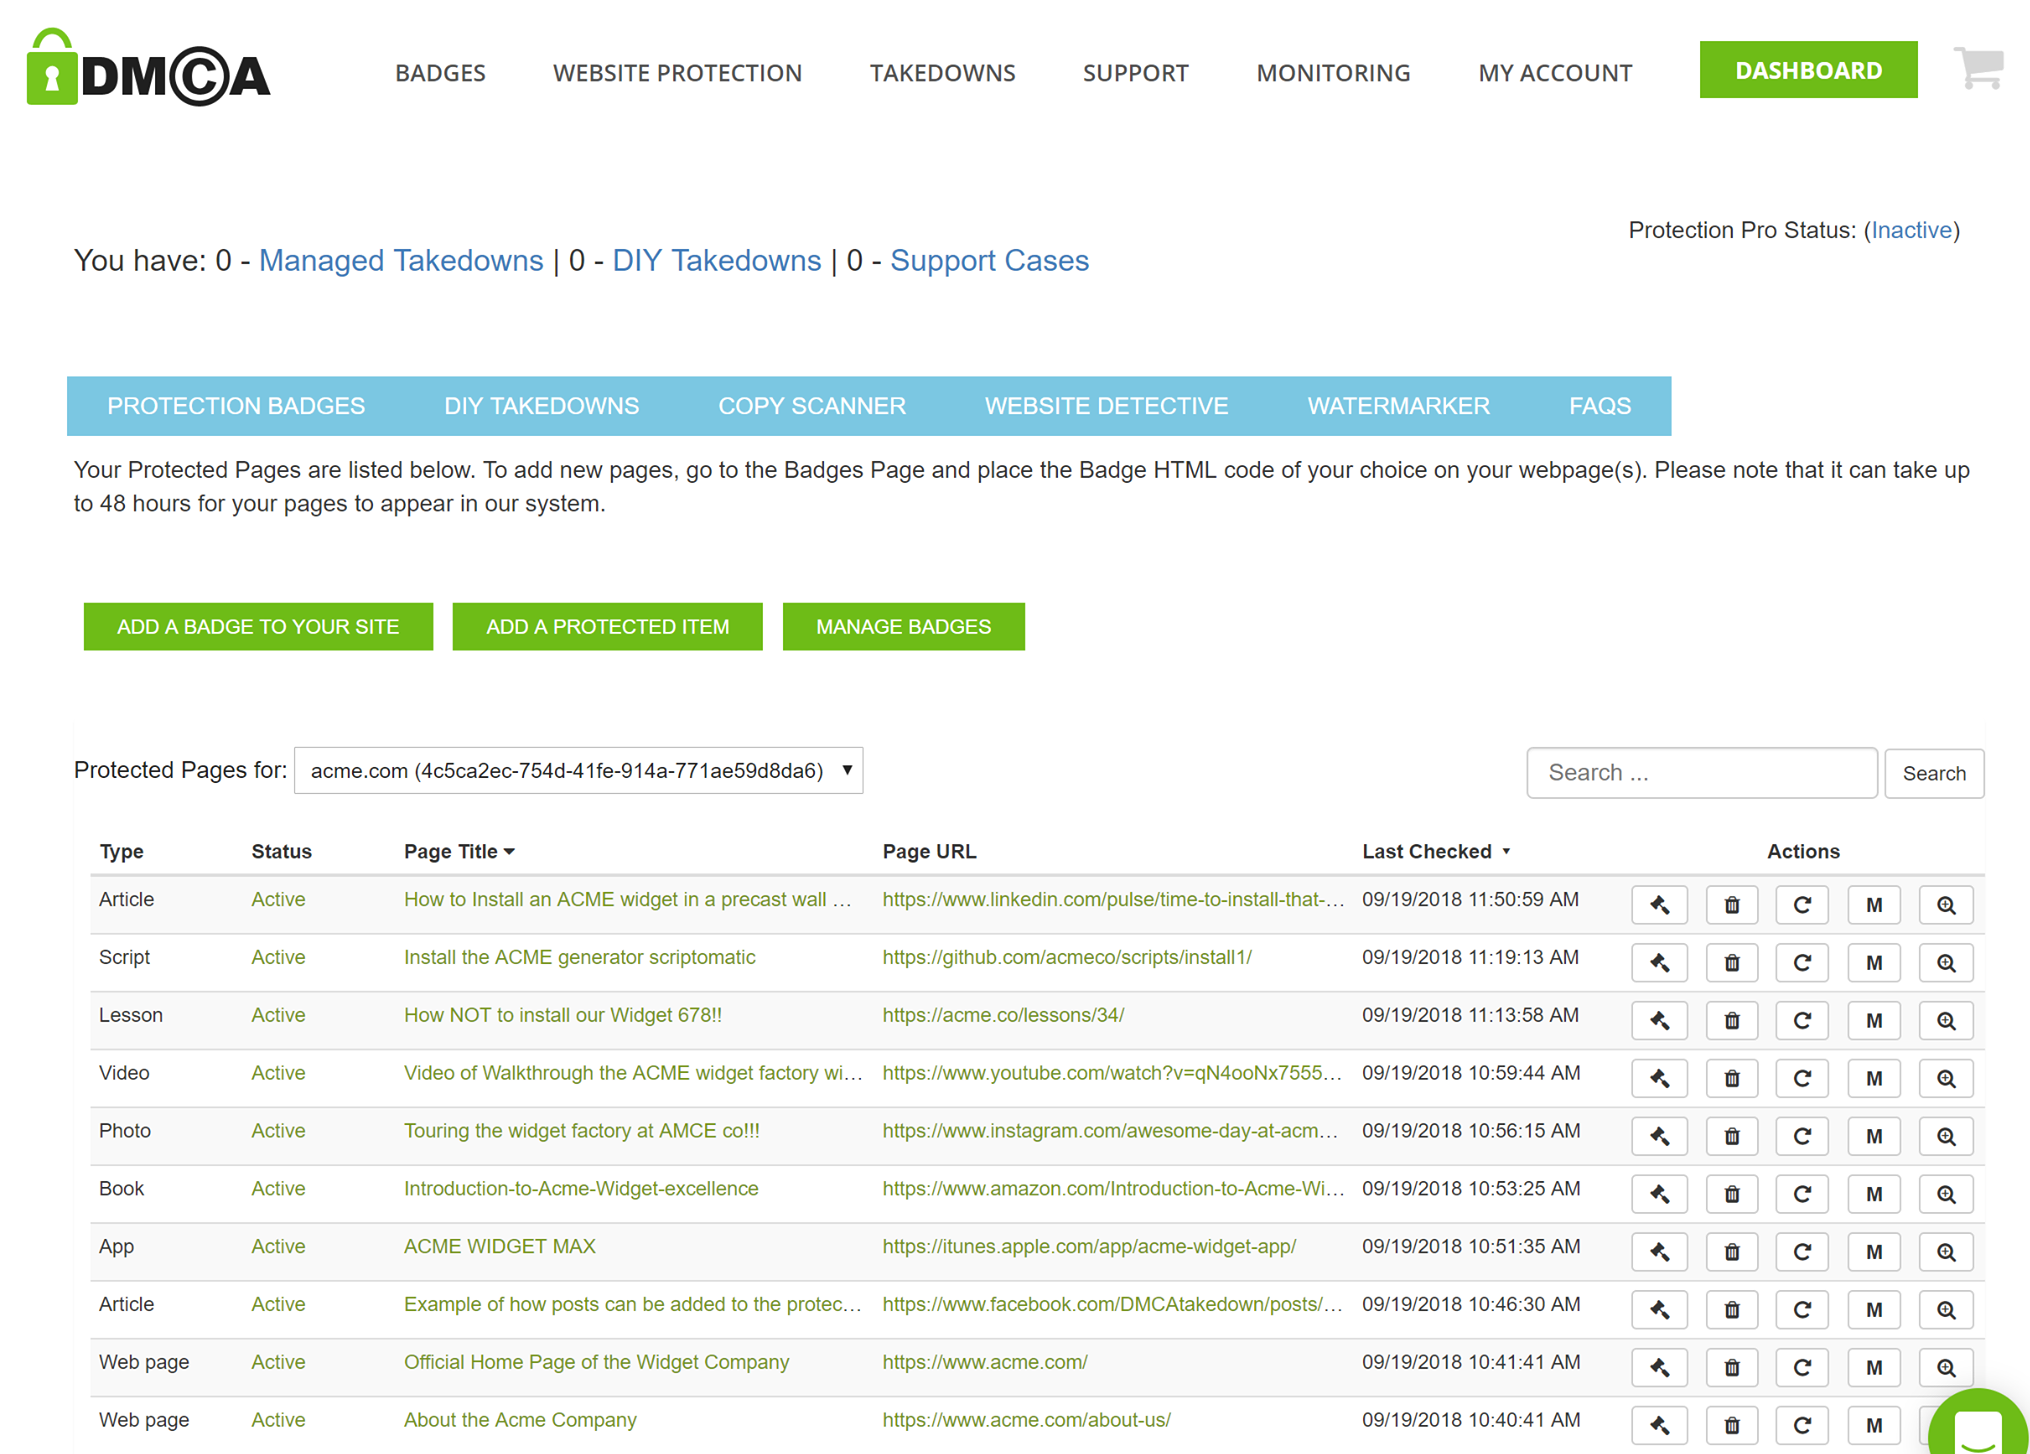 DMCA
BADGES WEBSITE PROTECTION TAKEDOWNS SUPPORT MONITORING MY ACCOUNT DASHBOARD
Protection Pro Status: (Inactive)
You have: 0 - Managed Takedowns | 0 - DIY Takedowns | 0 - Support Cases
PROTECTION BADGES DIY TAKEDOWNS COPY SCANNER WEBSITE DETECTIVE WATERMARKER FAQS
Your Protected Pages are listed below. To add new pages, go to the Badges Page and place the Badge HTML code of your choice on your webpage(s). Please note that it can take up
to 48 hours for your pages to appear in our system.
ADD A BADGE TO YOUR SITE ADD A PROTECTED ITEM MANAGE BADGES
Protected Pages for: acme.com (4c5ca2ec-754d-41fe-914a-771ae59d8da6) Search ... Search
Type Status Page Title Page URL Last Checked Actions
Article Active How to Install an ACME widget in a precast wall ... https://www.linkedin.com/pulse/time-to-install-that-... 09/19/2018 11:50:59 AM M
Script Active Install the ACME generator scriptomatic https://github.com/acmeco/scripts/install1/ 09/19/2018 11:19:13 AM M
Lesson Active How NOT to install our Widget 678!! https://acme.co/lessons/34/ 09/19/2018 11:13:58 AM M
Video Active Video of Walkthrough the ACME widget factory wi... https://www.youtube.com/watch?v=qN4ooNx7555... 09/19/2018 10:59:44 AM M
Photo Active Touring the widget factory at AMCE co!!! https://www.instagram.com/awesome-day-at-acm... 09/19/2018 10:56:15 AM M
Book Active Introduction-to-Acme-Widget-excellence https://www.amazon.com/Introduction-to-Acme-Wi... 09/19/2018 10:53:25 AM M
App Active ACME WIDGET MAX https://itunes.apple.com/app/acme-widget-app/ 09/19/2018 10:51:35 AM M
Article Active Example of how posts can be added to the protec... https://www.facebook.com/DMCAtakedown/posts/... 09/19/2018 10:46:30 AM M
Web page Active Official Home Page of the Widget Company https://www.acme.com/ 09/19/2018 10:41:41 AM M
Web page Active About the Acme Company https://www.acme.com/about-us/ 09/19/2018 10:40:41 AM M